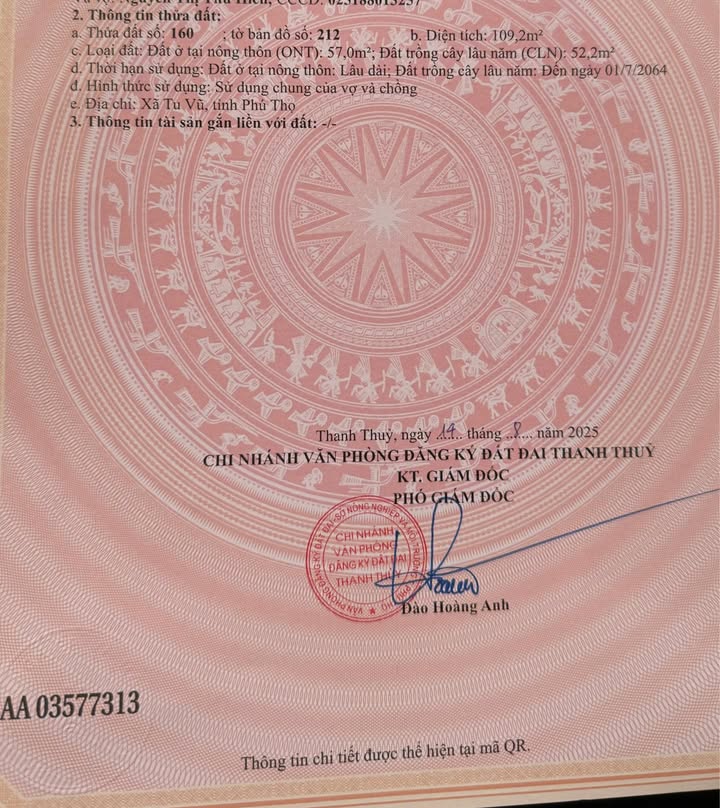 2. Thông tin thửa đất:
a. Thửa đất số: 160 ; tờ bản đồ số: 212 b. Diện tích: 109,2m²
c. Loại đất: Đất ở tại nông thôn (ONT): 57,0m²; Đất trồng cây lâu năm (CLN): 52,2m²
d. Thời hạn sử dụng: Đất ở tại nông thôn: Lâu dài; Đất trồng cây lâu năm: Đến ngày 01/7/2064
đ. Hình thức sử dụng: Sử dụng chung của vợ và chồng
e. Địa chỉ: Xã Tu Vũ, tỉnh Phú Thọ
3. Thông tin tài sản gắn liền với đất: -/-
Thanh Thuỷ, ngày 19 tháng 8 năm 2025
CHI NHÁNH VĂN PHÒNG ĐĂNG KÝ ĐẤT ĐAI THANH THUỶ
KT. GIÁM ĐỐC
PHÓ GIÁM ĐỐC
CHI NHÁNH
VĂN PHÒNG
ĐĂNG KÝ ĐẤT ĐAI
THANH THỦY
Đào Hoàng Anh
AA 03577313
Thông tin chi tiết được thể hiện tại mã QR.